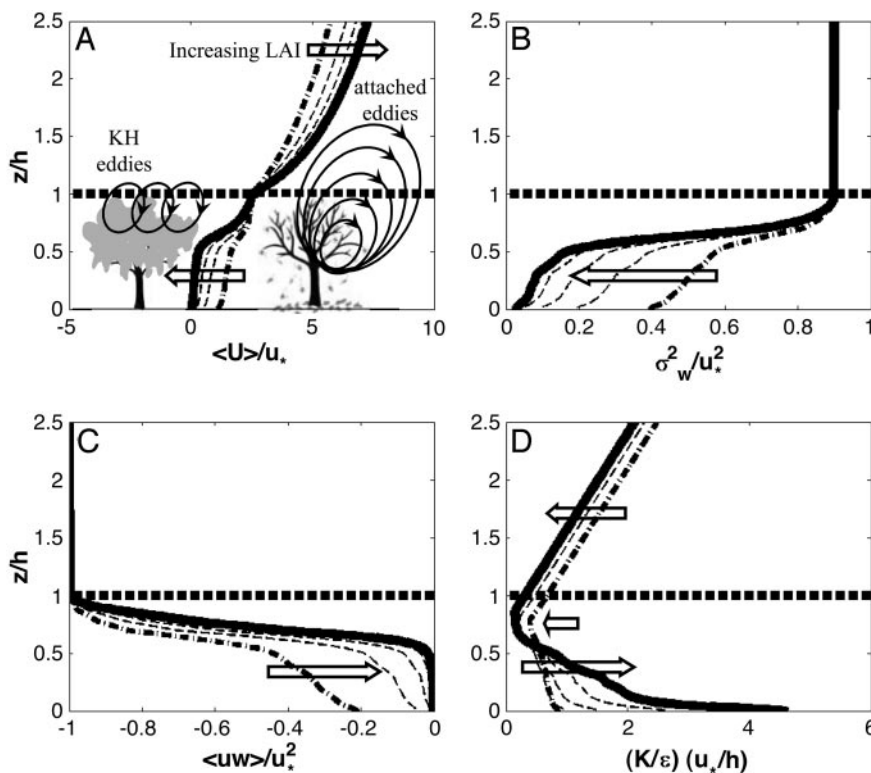 A
Increasing LAI
attached
eddies
KH
eddies
z/h
2.5
2
1.5
1
0.5
0
-5
0
5
10
<U>/u*
B
z/h
2.5
2
1.5
1
0.5
0
0
0.2
0.4
0.6
0.8
1
σ²w/u²*
C
z/h
2.5
2
1.5
1
0.5
0
-1
-0.8
-0.6
-0.4
-0.2
0
<uw>/u²*
D
z/h
2.5
2
1.5
1
0.5
0
0
2
4
6
(K/ε) (u*/h)